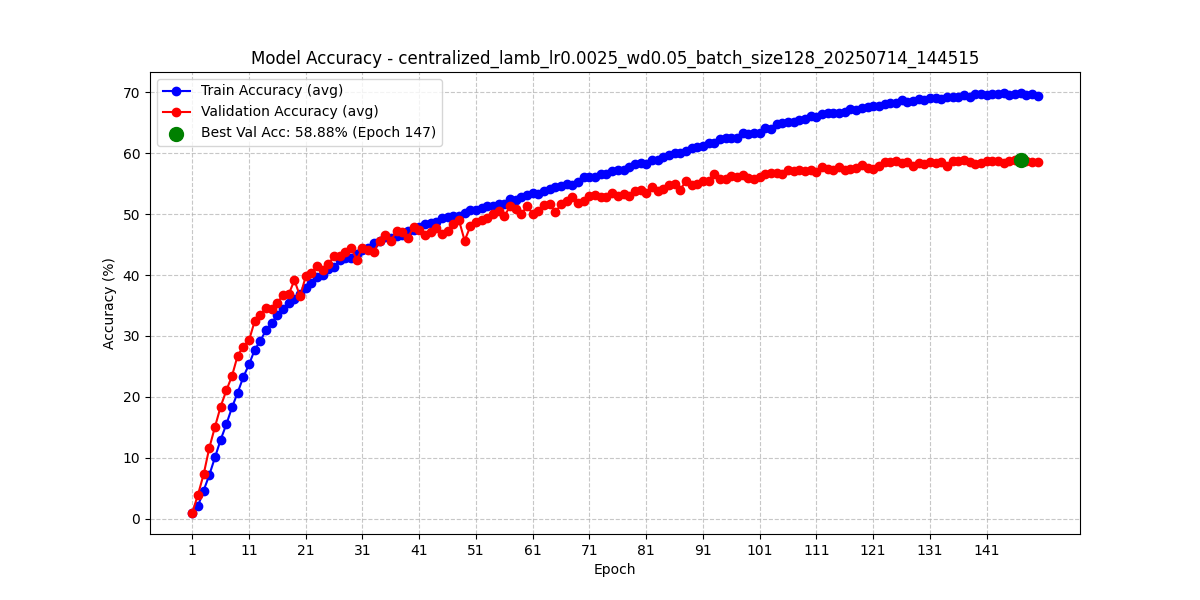 Model Accuracy - centralized_lamb_lr0.0025_wd0.05_batch_size128_20250714_144515
Train Accuracy (avg)
Validation Accuracy (avg)
Best Val Acc: 58.88% (Epoch 147)
Accuracy (%)
70
60
50
40
30
20
10
0
1 11 21 31 41 51 61 71 81 91 101 111 121 131 141
Epoch